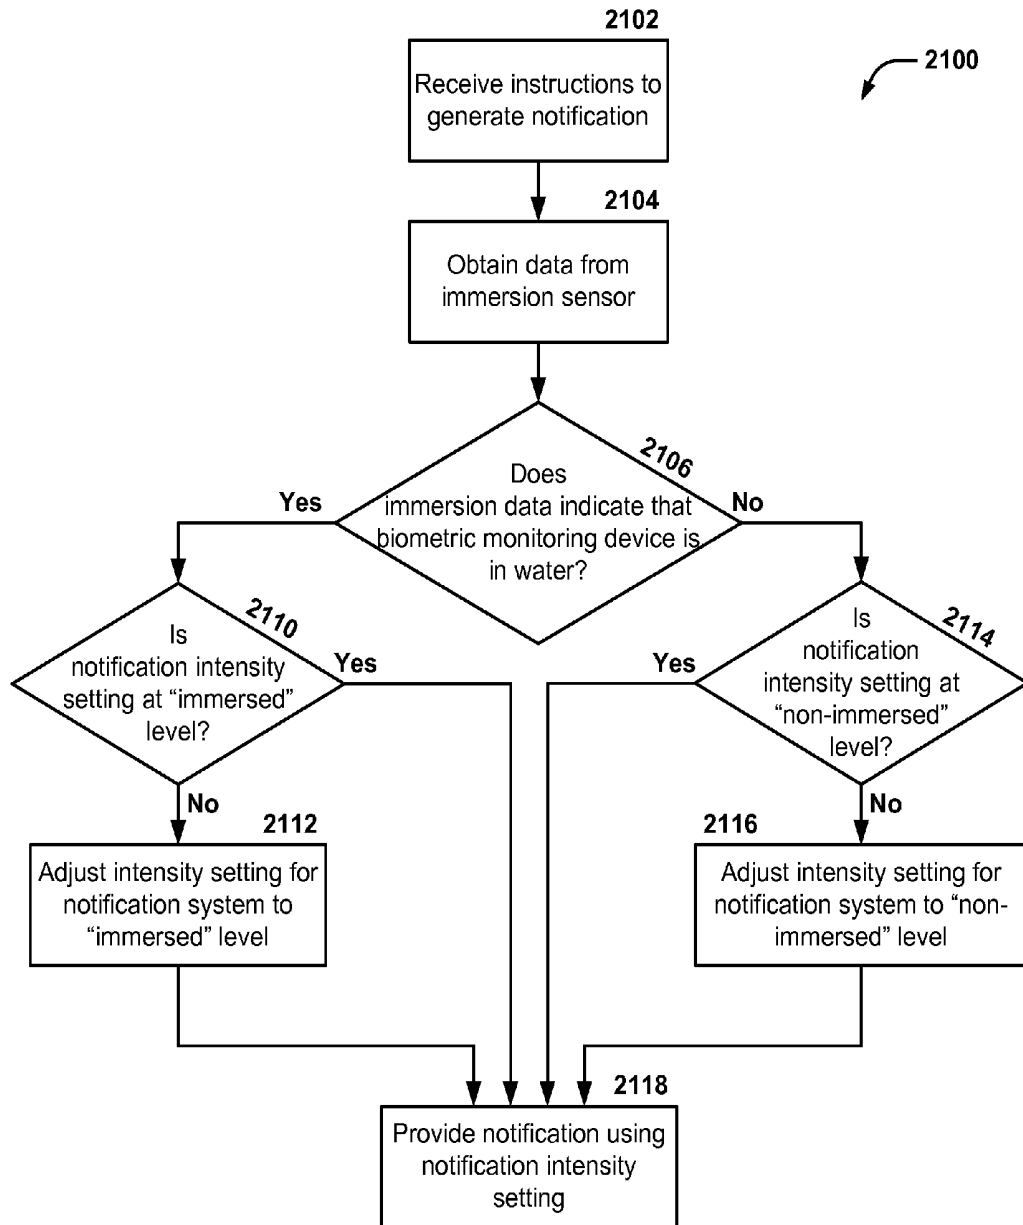 2102
2100
Receive instructions to
generate notification
2104
Obtain data from
immersion sensor
2106
Does
immersion data indicate that
biometric monitoring device is
in water?
Yes
No
2110
Is
notification intensity
setting at “immersed”
level?
Yes
No
2114
Is
notification
intensity setting at
“non-immersed”
level?
Yes
No
2112
Adjust intensity setting for
notification system to
“immersed” level
2116
Adjust intensity setting for
notification system to “non-
immersed” level
2118
Provide notification using
notification intensity
setting